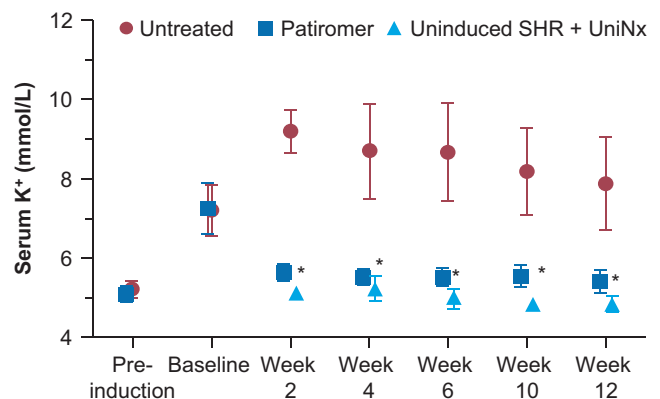 12
Untreated Patiromer Uninduced SHR + UniNx
10
8
6
4
Serum K⁺ (mmol/L)
* * * * *
Pre-
induction
Baseline
Week
2
Week
4
Week
6
Week
10
Week
12